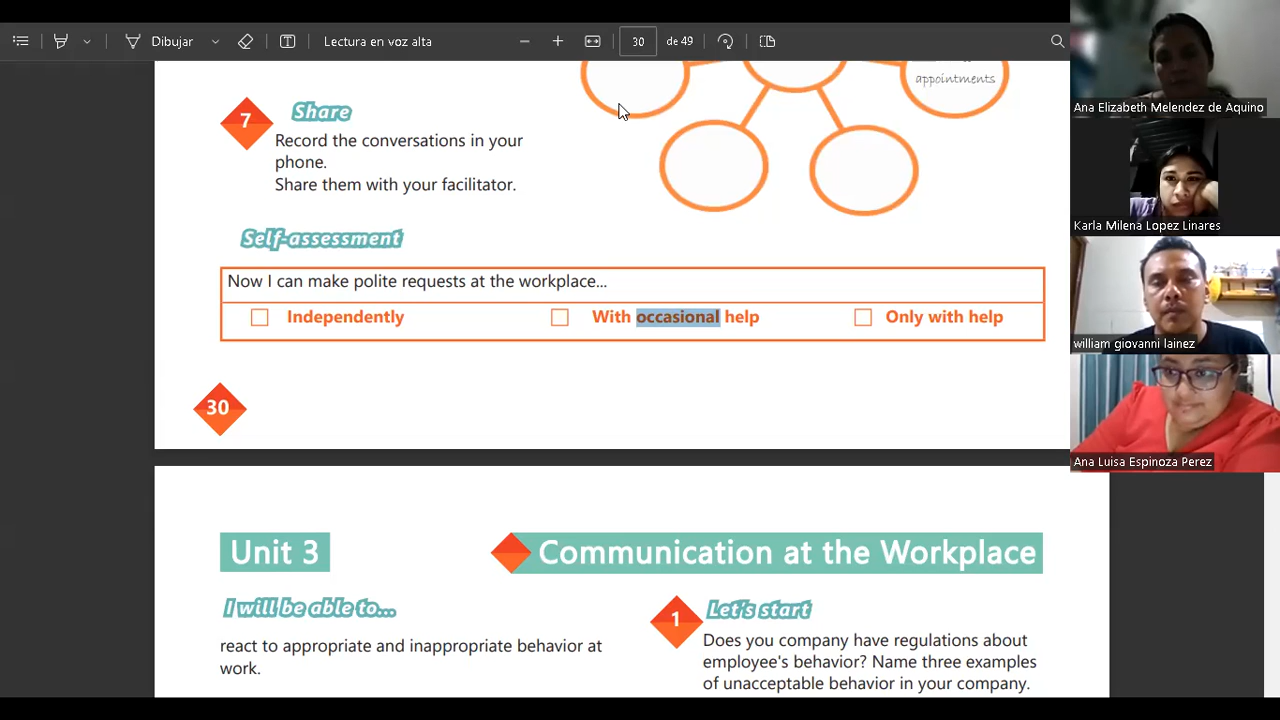 Dibujar
Lectura en voz alta
30
de 49
appointments
7
Share
Record the conversations in your
phone.
Share them with your facilitator.
Self-assessment
Now I can make polite requests at the workplace...
Independently
With occasional help
Only with help
30
Unit 3
Communication at the Workplace
I will be able to...
react to appropriate and inappropriate behavior at
work.
1
Let's start
Does you company have regulations about
employee's behavior? Name three examples
of unacceptable behavior in your company.
Ana Elizabeth Melendez de Aquino
Karla Milena Lopez Linares
william giovanni lainez
Ana Luisa Espinoza Perez